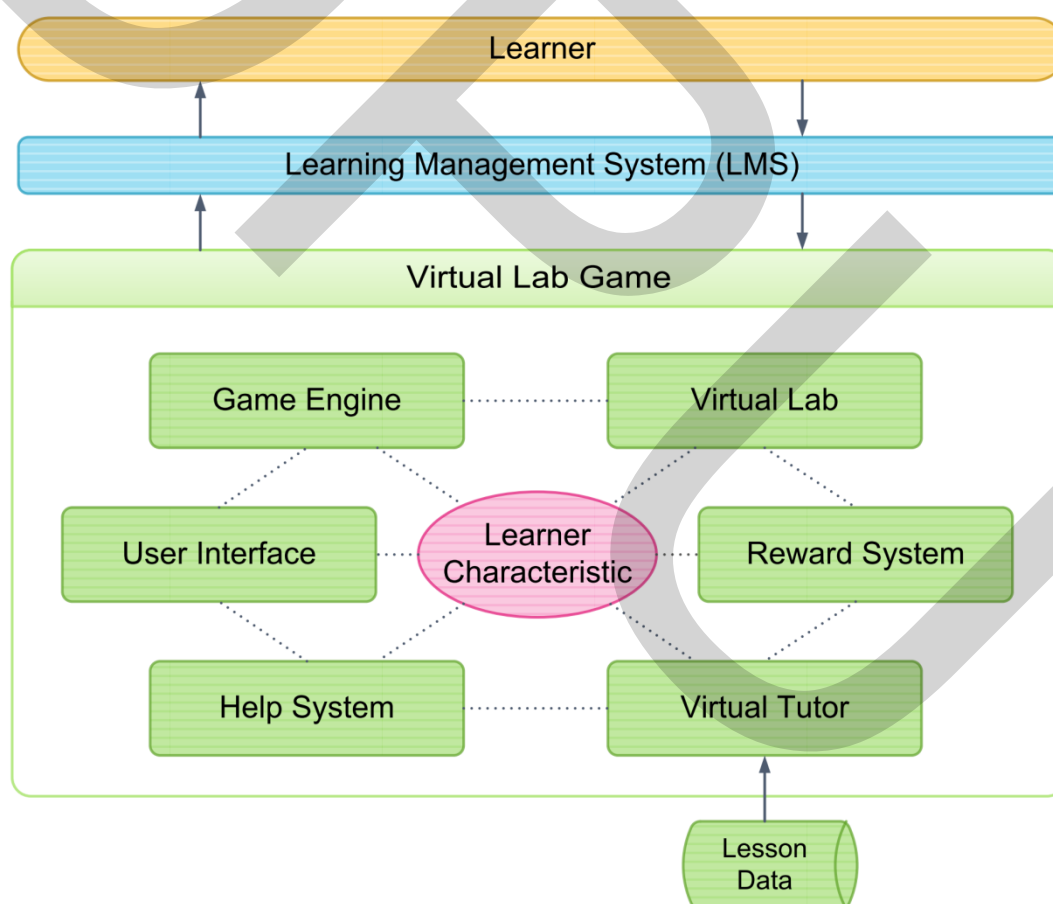 Learner
Learning Management System (LMS)
Virtual Lab Game
Game Engine
Virtual Lab
User Interface
Learner
Characteristic
Reward System
Help System
Virtual Tutor
Lesson
Data